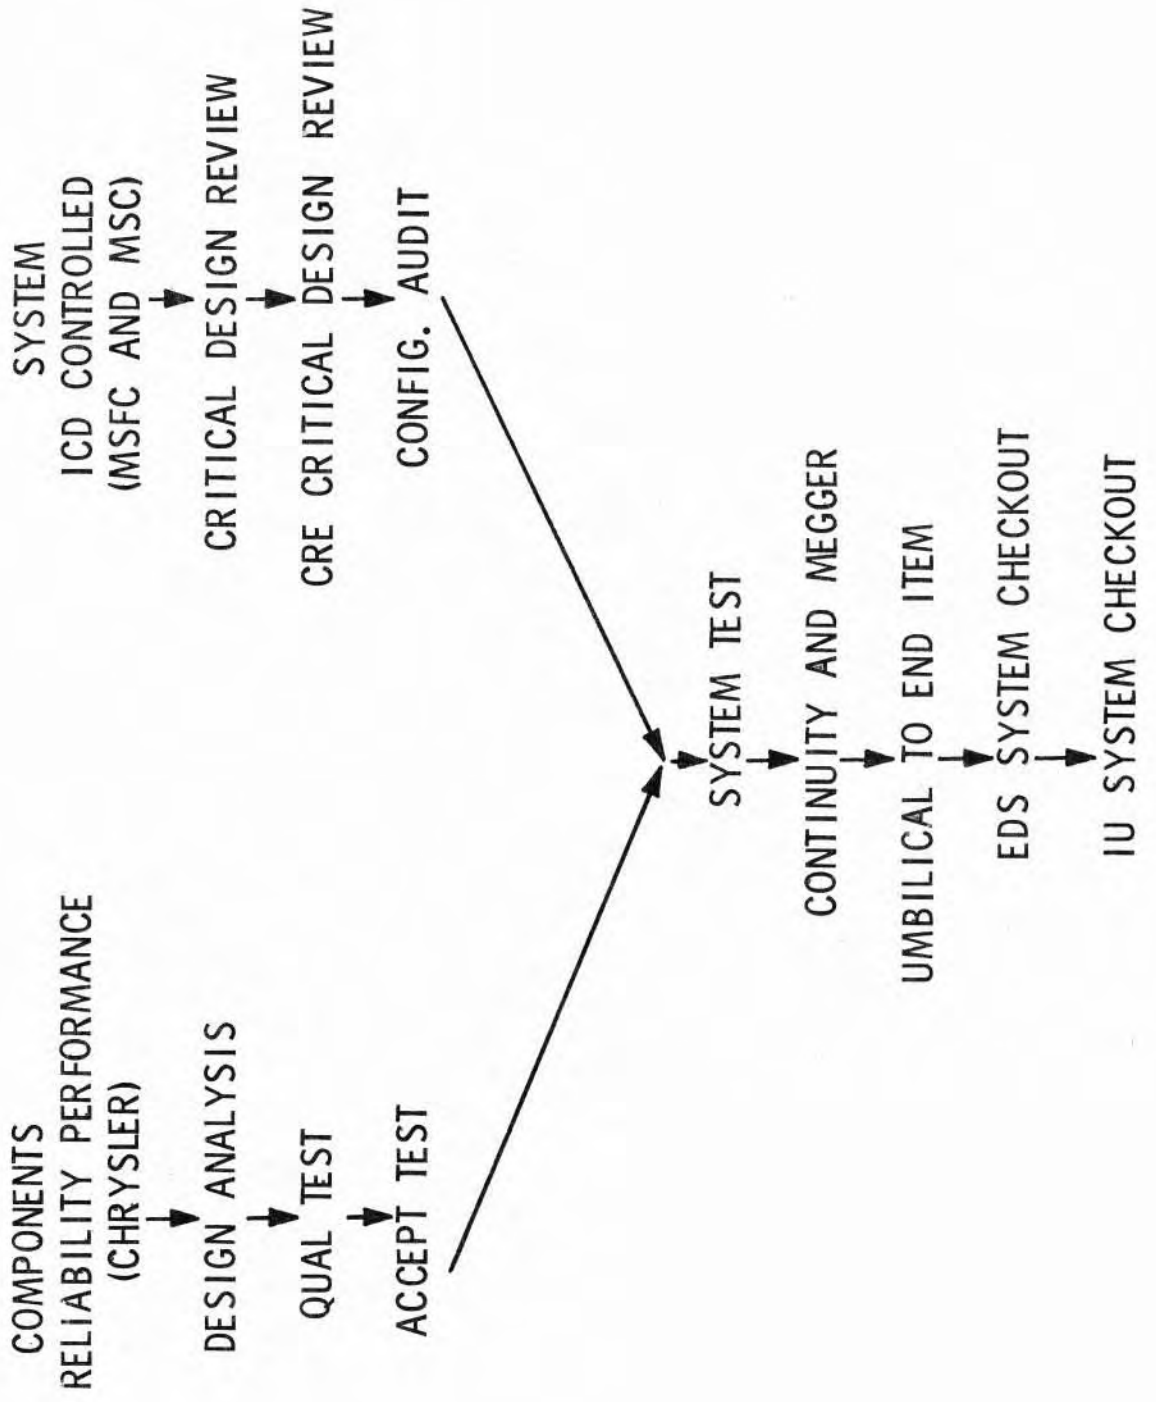 COMPONENTS
RELIABILITY PERFORMANCE
(CHRYSLER)
DESIGN ANALYSIS
QUAL TEST
ACCEPT TEST
SYSTEM
ICD CONTROLLED
(MSFC AND MSC)
CRITICAL DESIGN REVIEW
CRE CRITICAL DESIGN REVIEW
CONFIG. AUDIT
SYSTEM TEST
CONTINUITY AND MEGGER
UMBILICAL TO END ITEM
EDS SYSTEM CHECKOUT
IU SYSTEM CHECKOUT